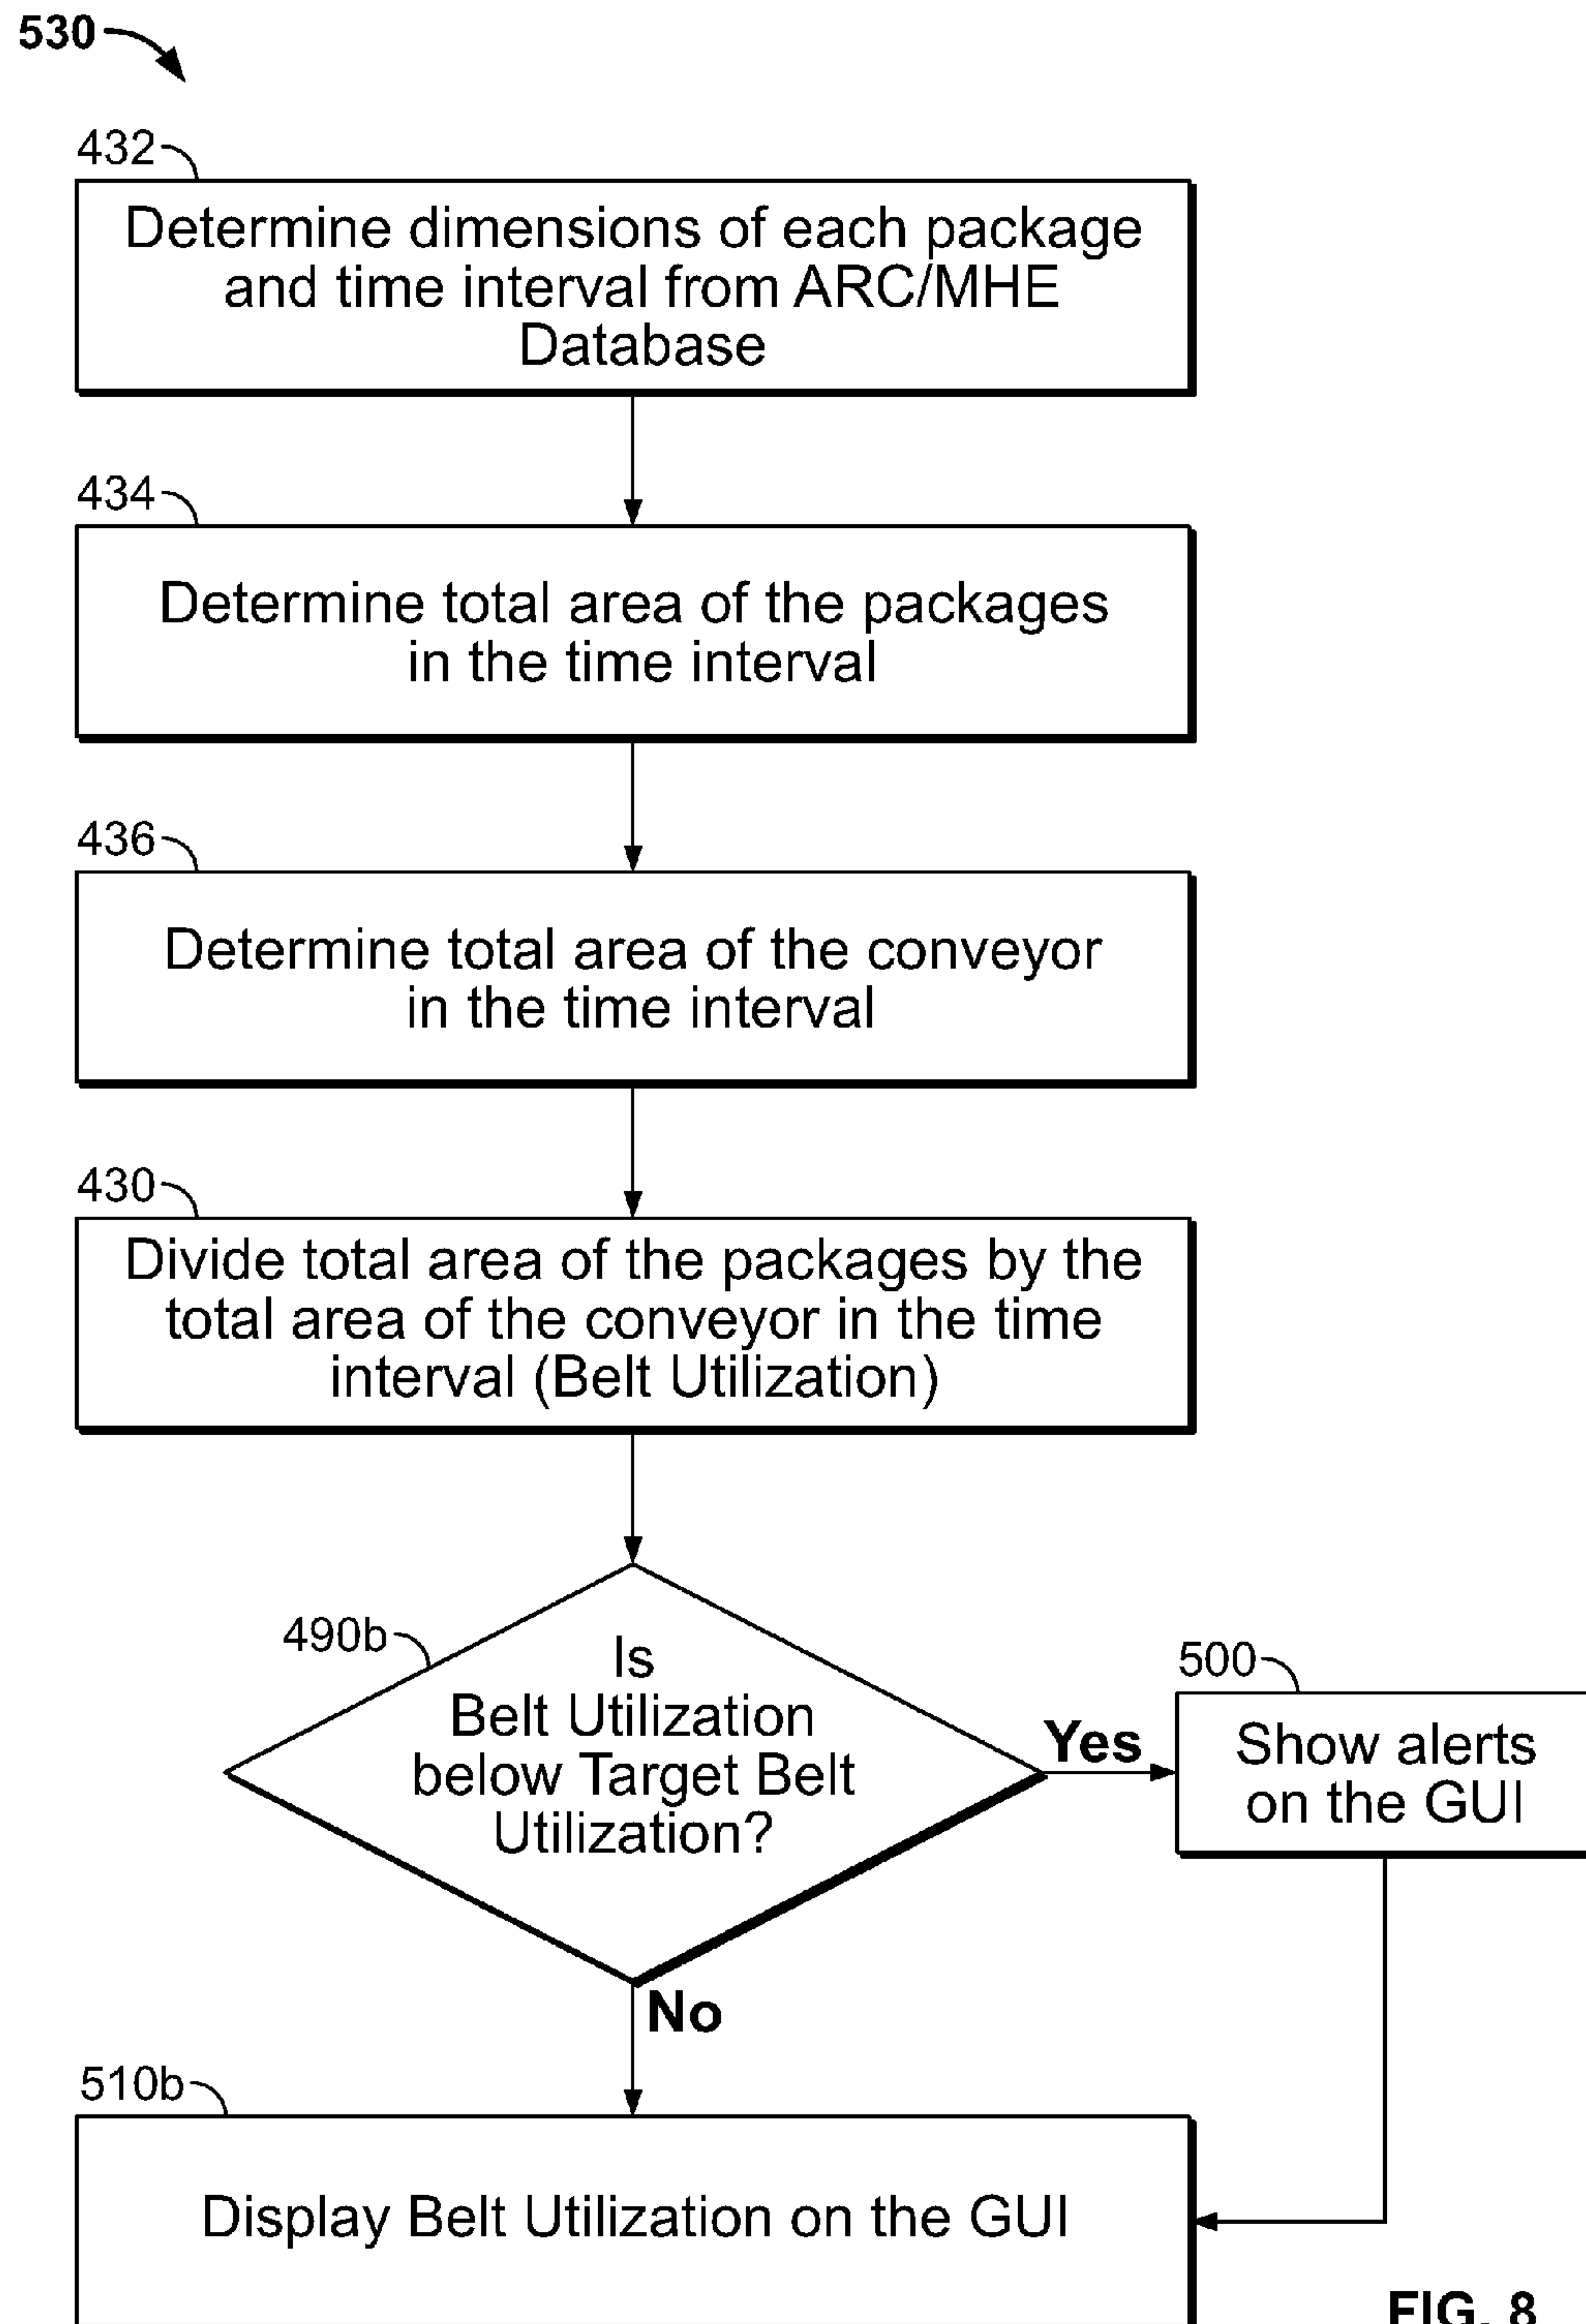 530
432
Determine dimensions of each package
and time interval from ARC/MHE
Database
434
Determine total area of the packages
in the time interval
436
Determine total area of the conveyor
in the time interval
430
Divide total area of the packages by the
total area of the conveyor in the time
interval (Belt Utilization)
490b
Is
Belt Utilization
below Target Belt
Utilization?
Yes
500
Show alerts
on the GUI
No
510b
Display Belt Utilization on the GUI
FIG. 8